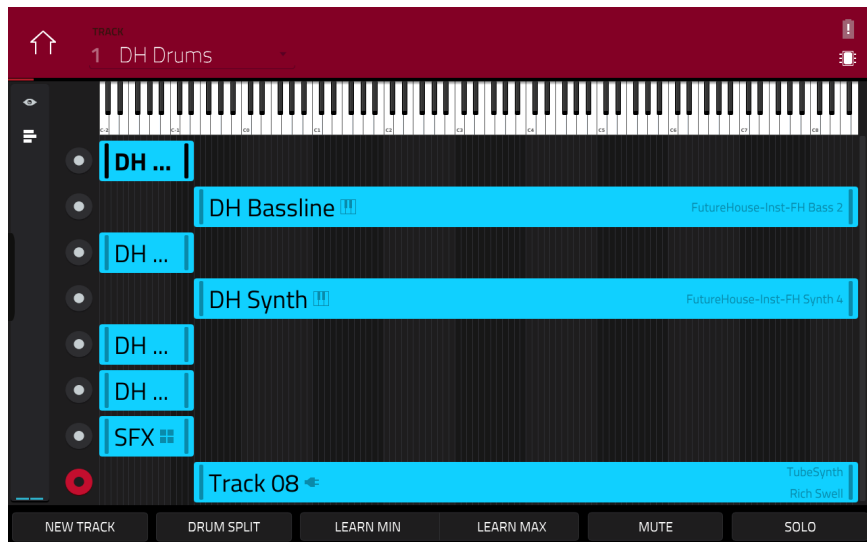 TRACK
1 DH Drums
C-2 C-1 C0 C1 C2 C3 C4 C5 C6 C7 C8
DH ...
DH Bassline FutureHouse-Inst-FH Bass 2
DH ...
DH Synth FutureHouse-Inst-FH Synth 4
DH ...
DH ...
SFX
Track 08 TubeSynth
Rich Swell
NEW TRACK DRUM SPLIT LEARN MIN LEARN MAX MUTE SOLO